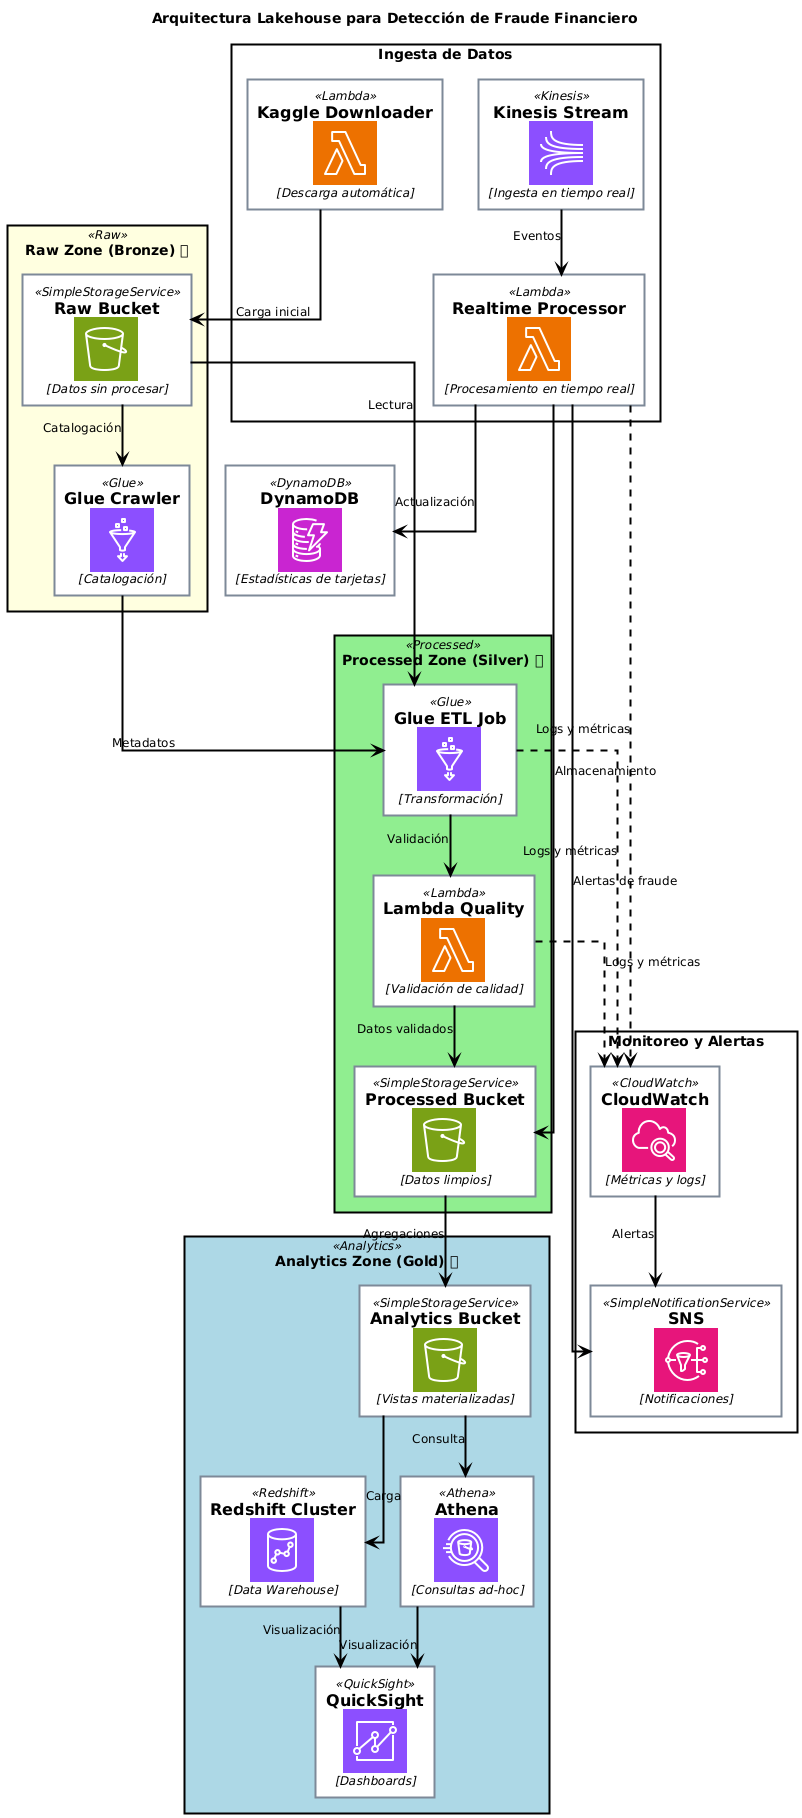 Arquitectura Lakehouse para Detección de Fraude Financiero
Ingesta de Datos
«Lambda»
Kaggle Downloader
[Descarga automática]
«Kinesis»
Kinesis Stream
[Ingesta en tiempo real]
Eventos
«Raw»
Raw Zone (Bronze)
«SimpleStorageService»
Raw Bucket
[Datos sin procesar]
Carga inicial
«Lambda»
Realtime Processor
[Procesamiento en tiempo real]
Lectura
Catalogación
«Glue»
Glue Crawler
[Catalogación]
«DynamoDB»
DynamoDB
[Estadísticas de tarjetas]
Actualización
«Processed»
Processed Zone (Silver)
«Glue»
Glue ETL Job
[Transformación]
Metadatos
Logs y métricas
Almacenamiento
Validación
Logs y métricas
Alertas de fraude
«Lambda»
Lambda Quality
[Validación de calidad]
Logs y métricas
Datos validados
«SimpleStorageService»
Processed Bucket
[Datos limpios]
Monitoreo y Alertas
«CloudWatch»
CloudWatch
[Métricas y logs]
Agregaciones
Alertas
«Analytics»
Analytics Zone (Gold)
«SimpleStorageService»
Analytics Bucket
[Vistas materializadas]
«SimpleNotificationService»
SNS
[Notificaciones]
Consulta
Carga
«Redshift»
Redshift Cluster
[Data Warehouse]
«Athena»
Athena
[Consultas ad-hoc]
Visualización
Visualización
«QuickSight»
QuickSight
[Dashboards]